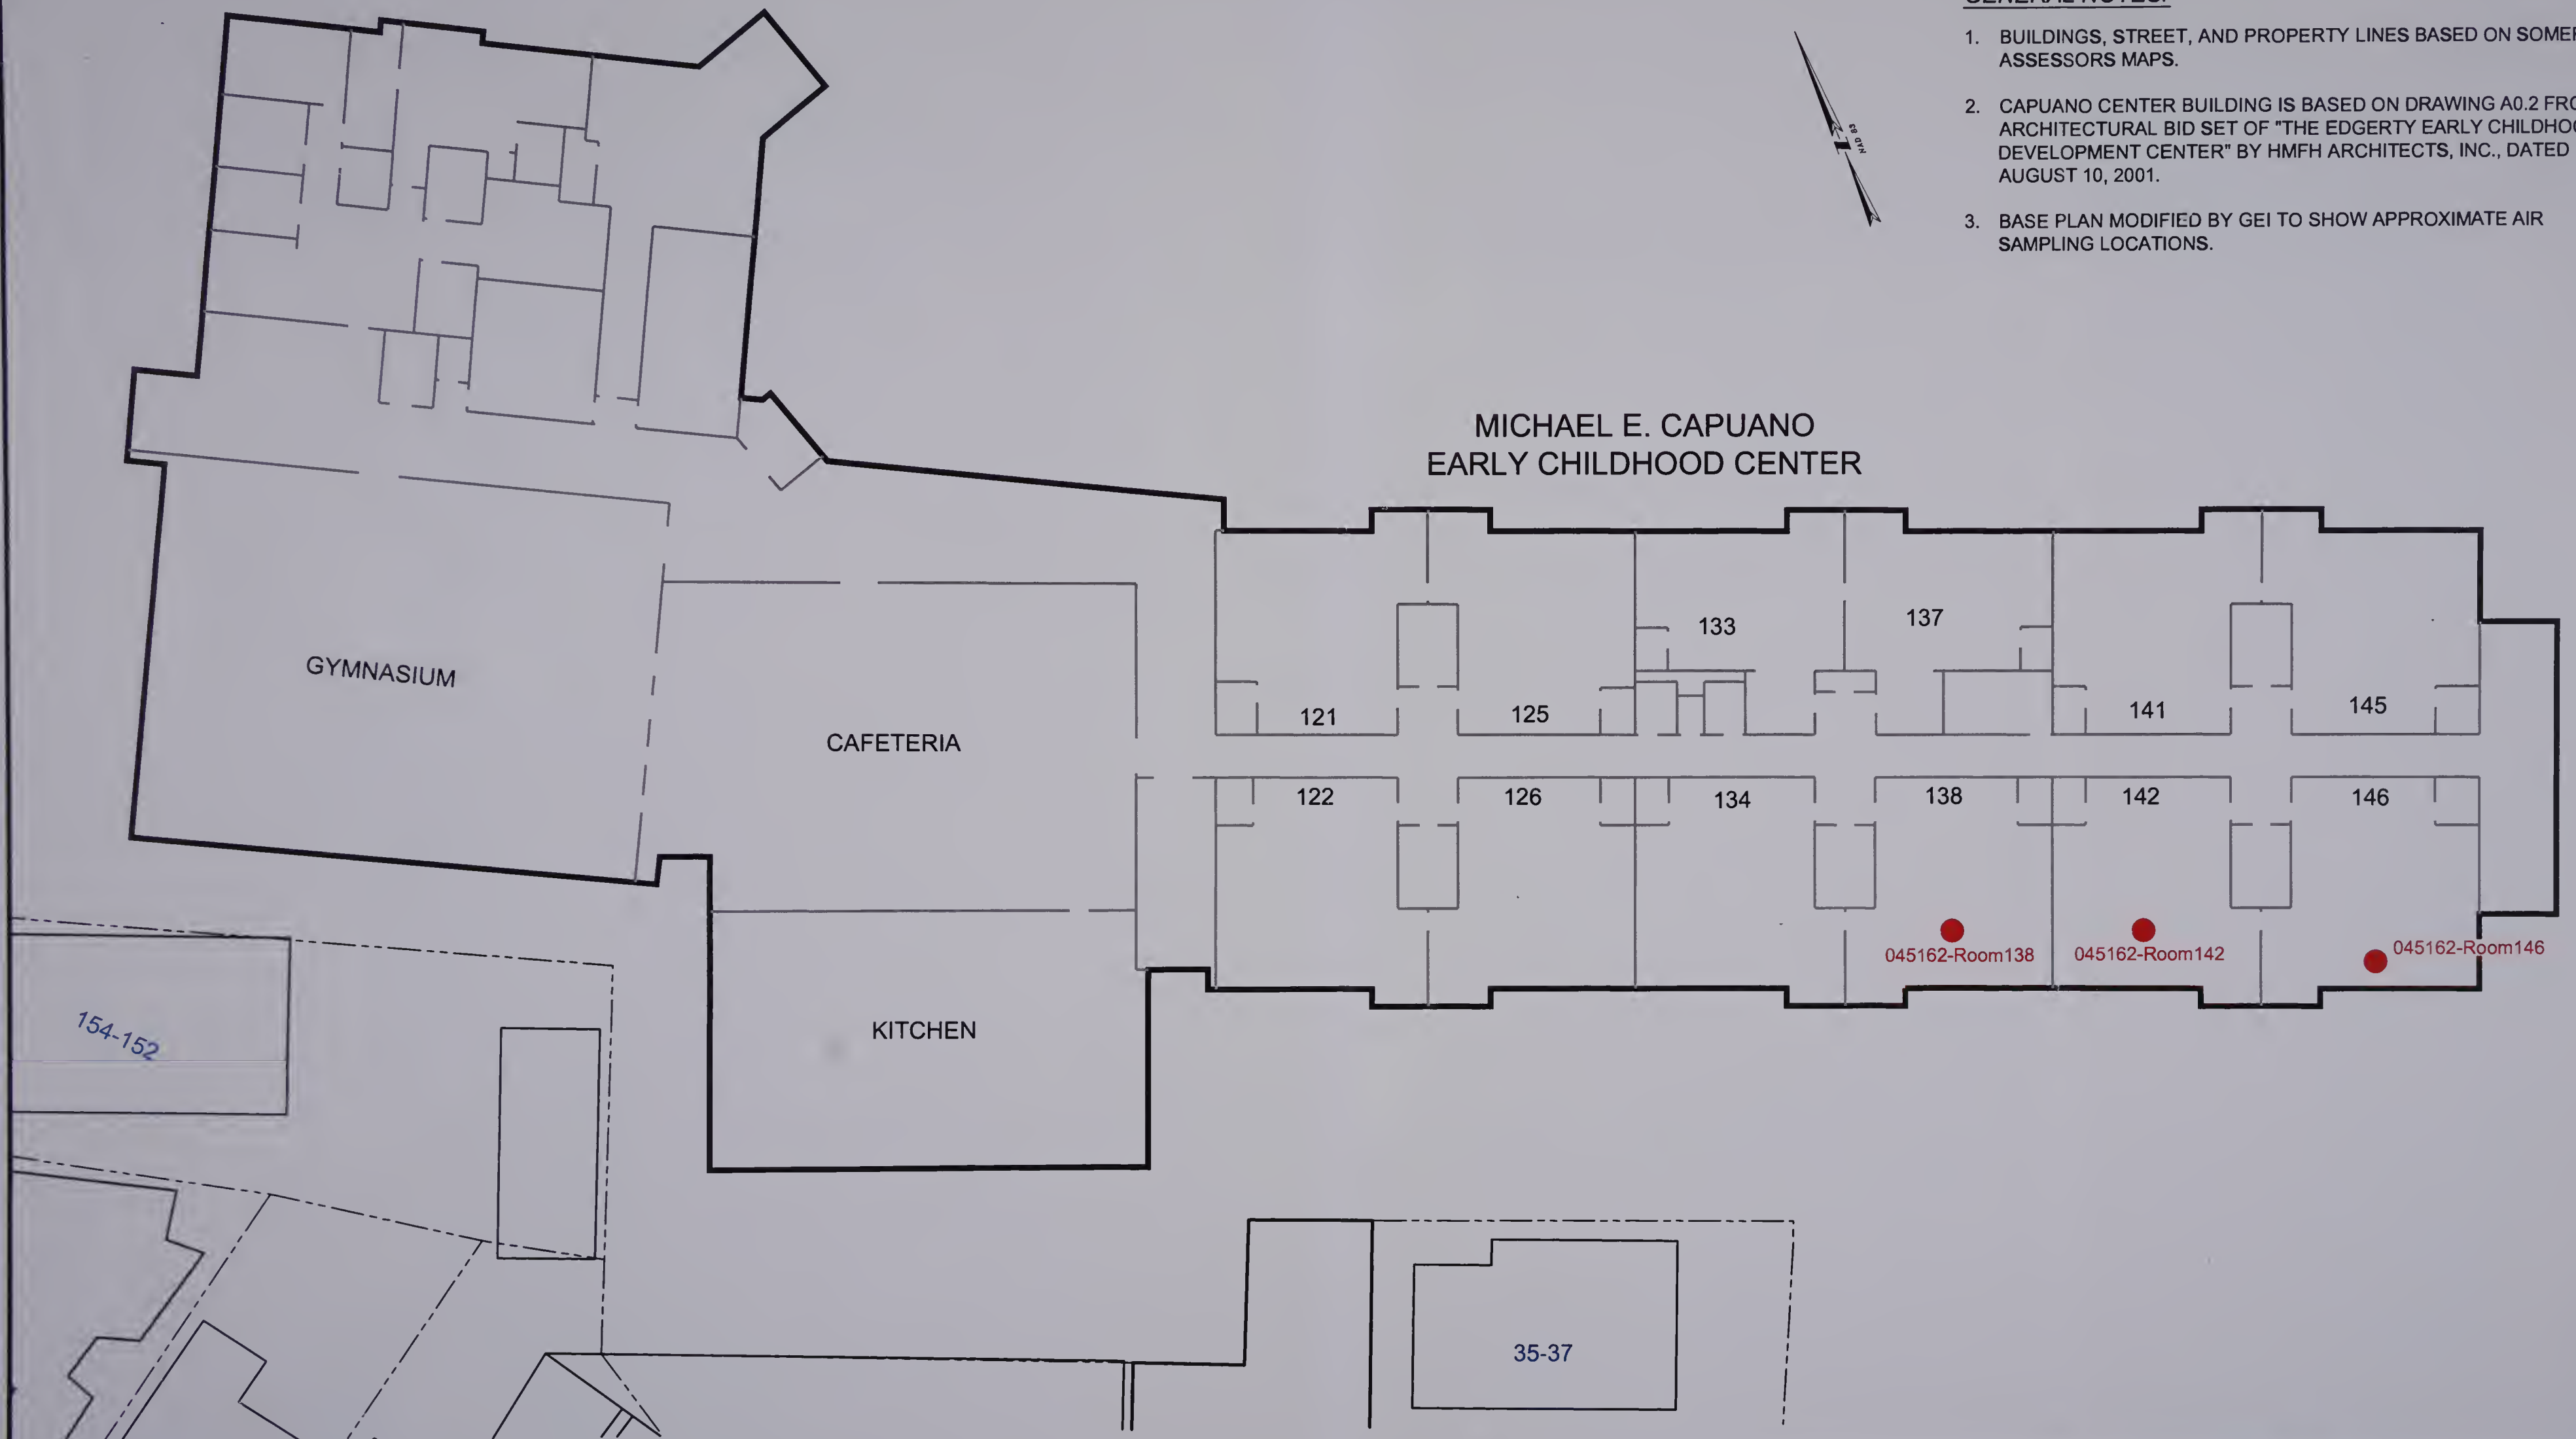 GENERAL NOTES:
1. BUILDINGS, STREET, AND PROPERTY LINES BASED ON
ASSESSORS MAPS.
2. CAPUANO CENTER BUILDING IS BASED ON DRAWING A0.2
ARCHITECTURAL BID SET OF "THE EDGERTY EARLY
DEVELOPMENT CENTER" BY HMFH ARCHITECTS, INC., DATED
AUGUST 10, 2001.
3. BASE PLAN MODIFIED BY GEI TO SHOW APPROXIMATE AIR
SAMPLING LOCATIONS.
NAD 83
MICHAEL E. CAPUANO
EARLY CHILDHOOD CENTER
GYMNASIUM
CAFETERIA
KITCHEN
133
137
121
125
141
145
122
126
134
138
142
146
045162-Room138
045162-Room142
045162-Room146
154-152
35-37